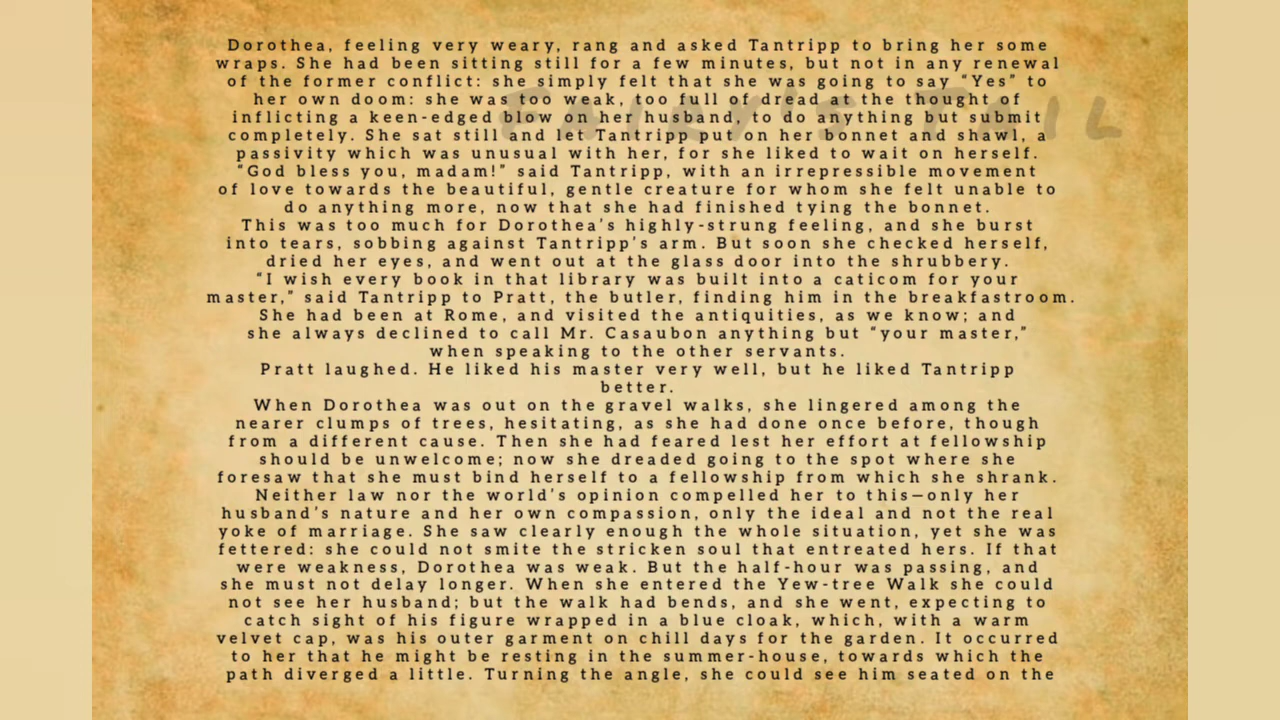 Dorothea, feeling very weary, rang and asked Tantripp to bring her some
wraps. She had been sitting still for a few minutes, but not in any renewal
of the former conflict: she simply felt that she was going to say “Yes” to
her own doom: she was too weak, too full of dread at the thought of
inflicting a keen-edged blow on her husband, to do anything but submit
completely. She sat still and let Tantripp put on her bonnet and shawl, a
passivity which was unusual with her, for she liked to wait on herself.
“God bless you, madam!” said Tantripp, with an irrepressible movement
of love towards the beautiful, gentle creature for whom she felt unable to
do anything more, now that she had finished tying the bonnet.
This was too much for Dorothea’s highly-strung feeling, and she burst
into tears, sobbing against Tantripp’s arm. But soon she checked herself,
dried her eyes, and went out at the glass door into the shrubbery.
“I wish every book in that library was built into a caticom for your
master,” said Tantripp to Pratt, the butler, finding him in the breakfastroom.
She had been at Rome, and visited the antiquities, as we know; and
she always declined to call Mr. Casaubon anything but “your master,”
when speaking to the other servants.
Pratt laughed. He liked his master very well, but he liked Tantripp
better.
When Dorothea was out on the gravel walks, she lingered among the
nearer clumps of trees, hesitating, as she had done once before, though
from a different cause. Then she had feared lest her effort at fellowship
should be unwelcome; now she dreaded going to the spot where she
foresaw that she must bind herself to a fellowship from which she shrank.
Neither law nor the world’s opinion compelled her to this—only her
husband’s nature and her own compassion, only the ideal and not the real
yoke of marriage. She saw clearly enough the whole situation, yet she was
fettered: she could not smite the stricken soul that entreated hers. If that
were weakness, Dorothea was weak. But the half-hour was passing, and
she must not delay longer. When she entered the Yew-tree Walk she could
not see her husband; but the walk had bends, and she went, expecting to
catch sight of his figure wrapped in a blue cloak, which, with a warm
velvet cap, was his outer garment on chill days for the garden. It occurred
to her that he might be resting in the summer-house, towards which the
path diverged a little. Turning the angle, she could see him seated on the